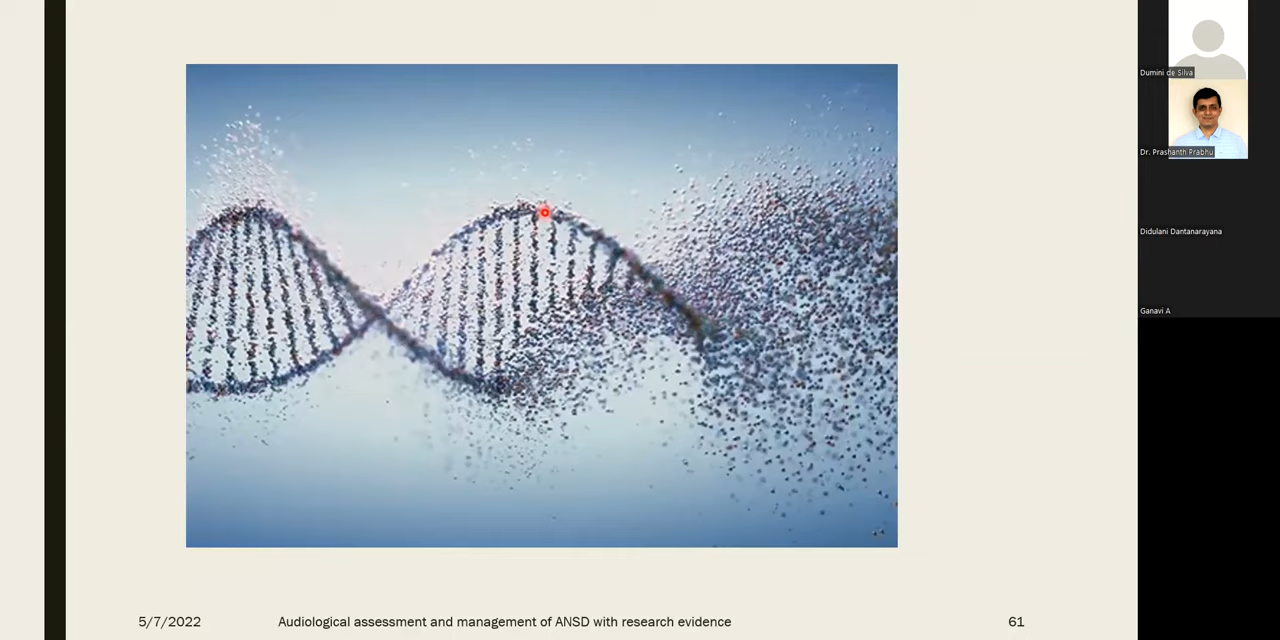 Dumini de Silva
Dr. Prashanth Prabhu
Didulani Dantanarayana
Ganavi A
5/7/2022
Audiological assessment and management of ANSD with research evidence
61